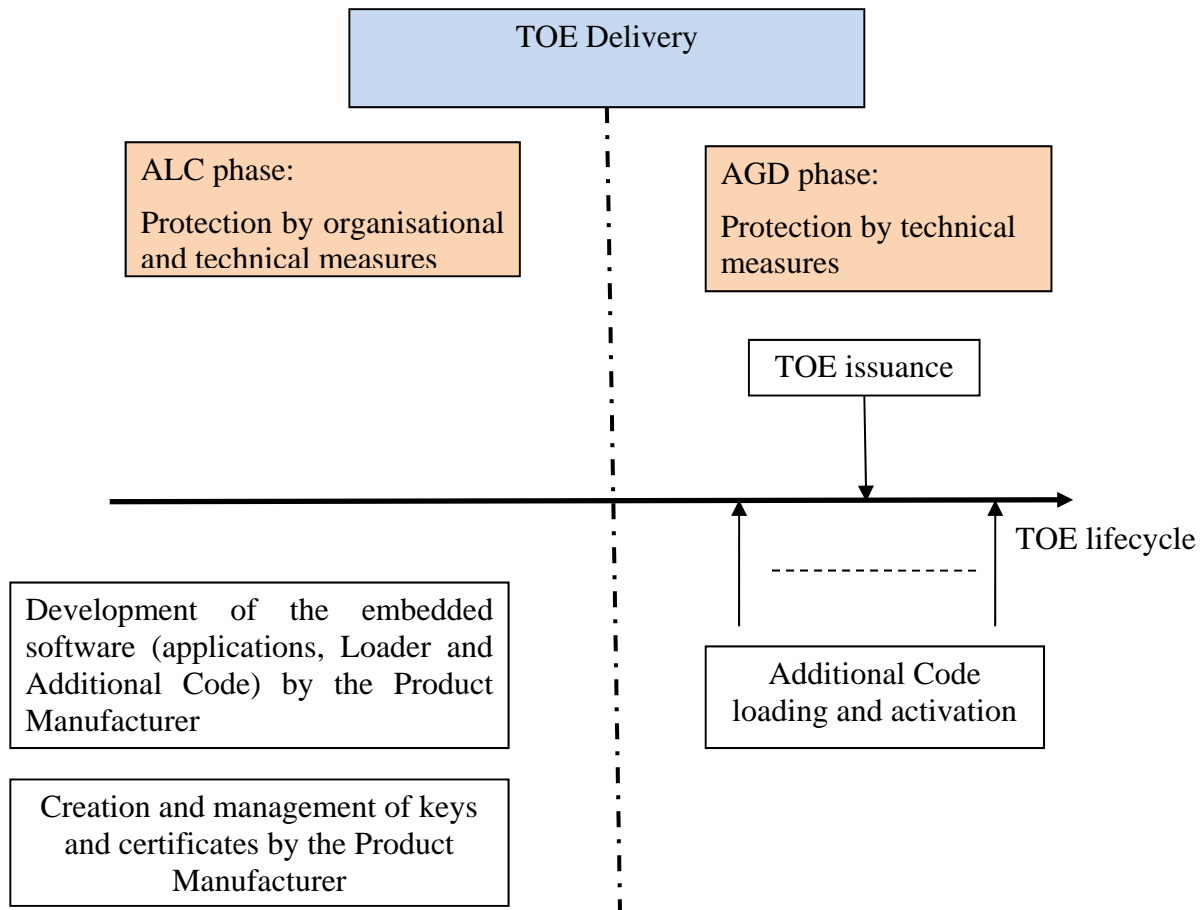 TOE Delivery
ALC phase:
Protection by organisational
and technical measures
AGD phase:
Protection by technical
measures
TOE issuance
TOE lifecycle
Development of the embedded
software (applications, Loader and
Additional Code) by the Product
Manufacturer
Additional Code
loading and activation
Creation and management of keys
and certificates by the Product
Manufacturer